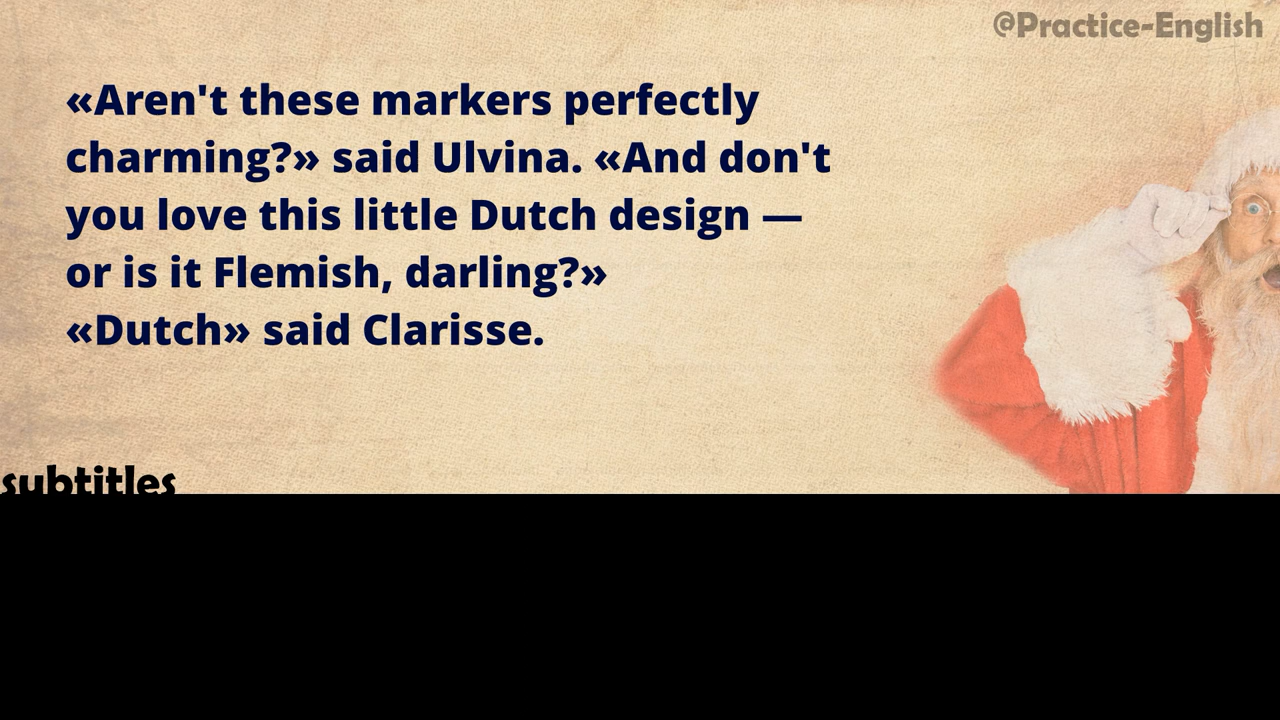 @Practice-English
«Aren't these markers perfectly
charming?» said Ulvina. «And don't
you love this little Dutch design —
or is it Flemish, darling?»
«Dutch» said Clarisse.
subtitles